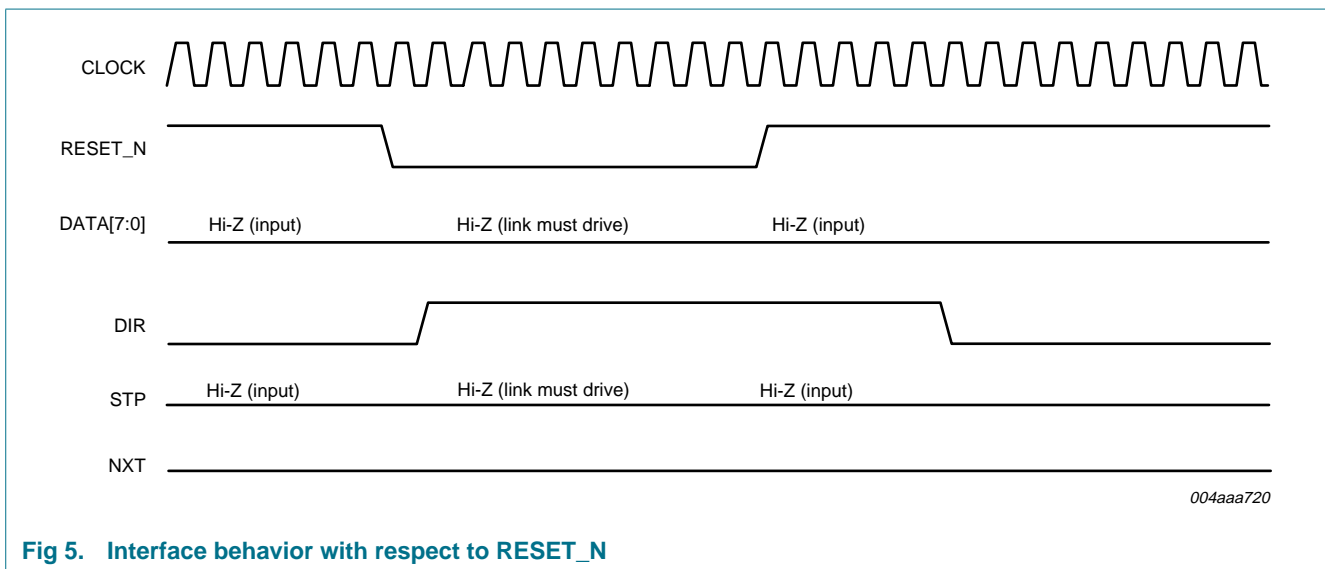 CLOCK
RESET_N
DATA[7:0] Hi-Z (input) Hi-Z (link must drive) Hi-Z (input)
DIR
STP Hi-Z (input) Hi-Z (link must drive) Hi-Z (input)
NXT
004aaa720
Fig 5. Interface behavior with respect to RESET_N